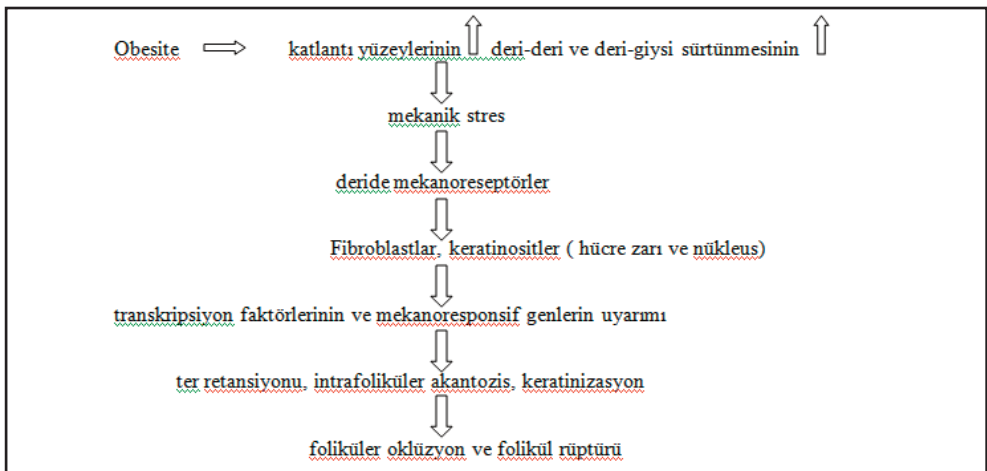 Obesite katlantı yüzeylerinin deri-deri ve deri-giysi sürtünmesinin
mekanik stres
deride mekanoreseptörler
Fibroblastlar, keratinositler ( hücre zarı ve nükleus)
transkripsiyon faktörlerinin ve mekanoresponsif genlerin uyarımı
ter retansiyonu, intrafoliküler akantozis, keratinizasyon
foliküler oklüzyon ve folikül rüptürü